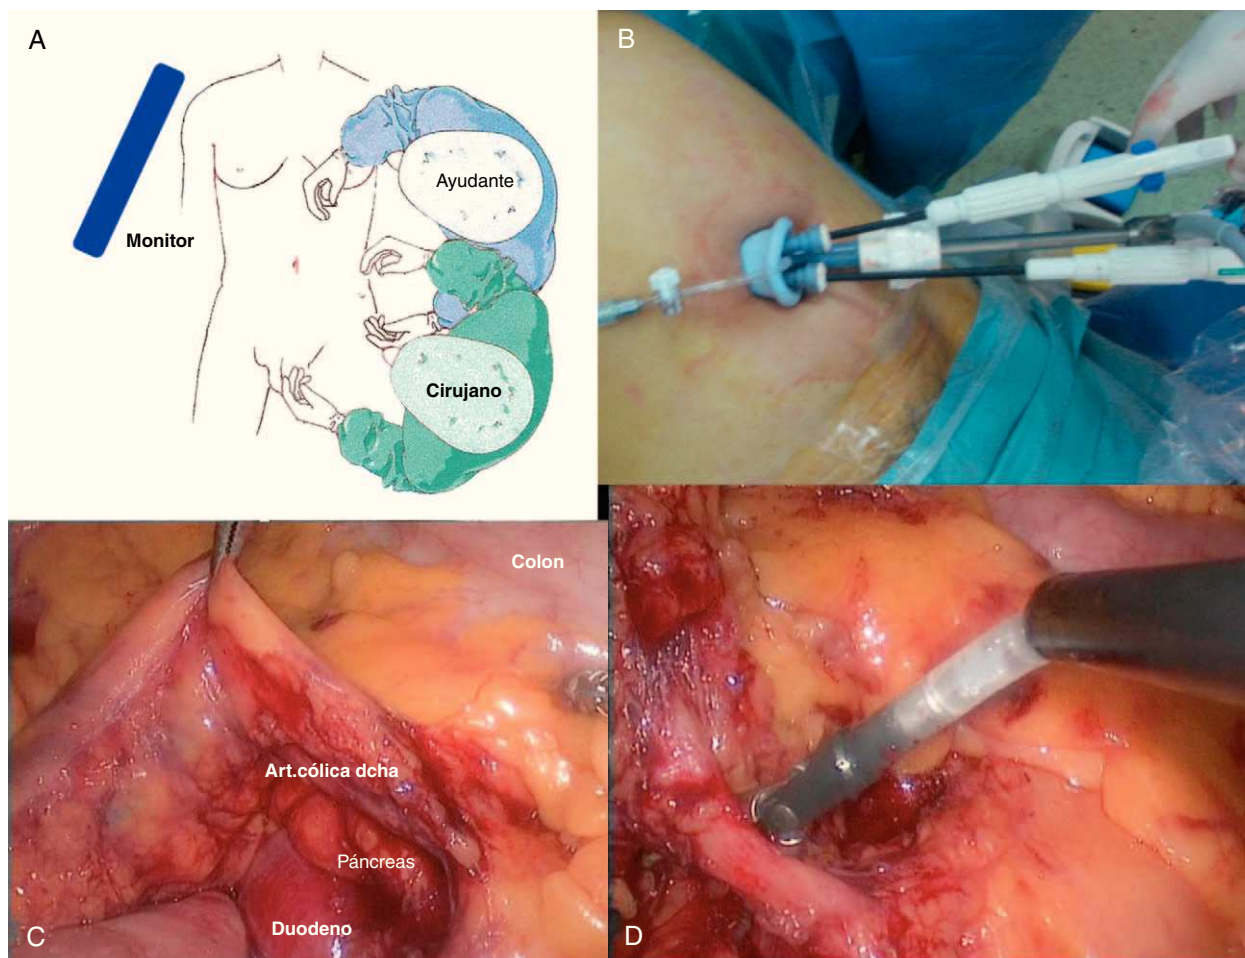 A
Monitor
Ayudante
Cirujano
B
Colon
Art.cólica dcha
Páncreas
Duodeno
C
D